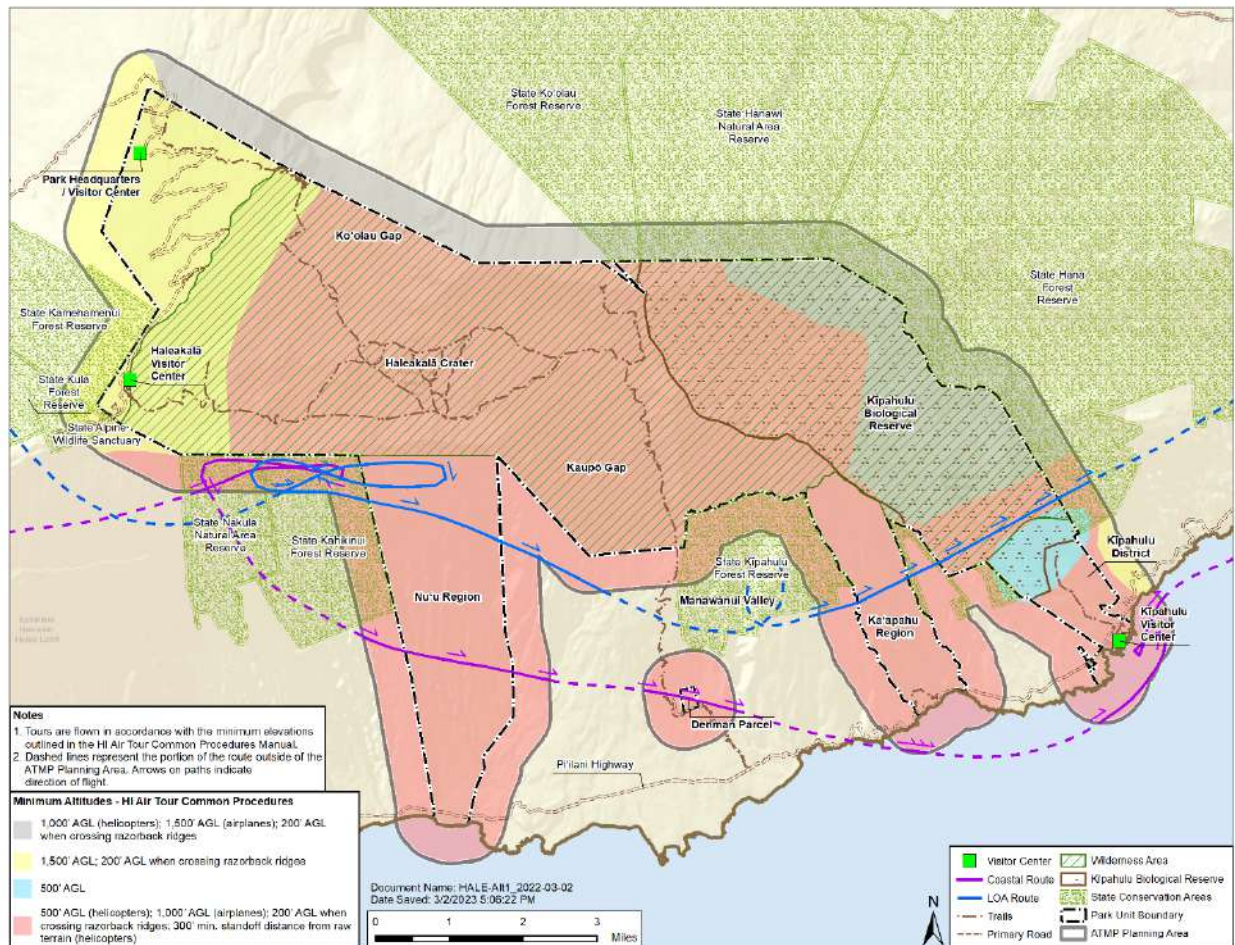 State Ko'olau
Forest Reserve
State Hanawi
Natural Area
Reserve
Park Headquarters
/ Visitor Center
Ko'olau Gap
State Hana
Forest
Reserve
State Kamehamenui
Forest Reserve
Haleakalā
Visitor
Center
Haleakalā Crater
State Kula
Forest
Reserve
Kīpahulu
Biological
Reserve
State Alpine
Wildlife Sanctuary
Kaupō Gap
State Nakula
Natural Area
Reserve
State Kahikinui
Forest Reserve
Kīpahulu
District
State Kīpahulu
Forest Reserve
Nu'u Region
Manawainui Valley
Ka'apahu
Region
Kīpahulu
Visitor
Center
Denman Parcel
Pi'ilani Highway
Notes
1. Tours are flown in accordance with the minimum elevations
outlined in the HI Air Tour Common Procedures Manual.
2. Dashed lines represent the portion of the route outside of the
ATMP Planning Area. Arrows on paths indicate
direction of flight.
Minimum Altitudes - HI Air Tour Common Procedures
1,000' AGL (helicopters); 1,500' AGL (airplanes); 200' AGL
when crossing razorback ridges
1,500' AGL; 200' AGL when crossing razorback ridges
500' AGL
500' AGL (helicopters); 1,000' AGL (airplanes); 200' AGL when
crossing razorback ridges; 300' min. standoff distance from raw
terrain (helicopters)
Document Name: HALE-Alt1_2022-03-02
Date Saved: 3/2/2023 5:06:22 PM
0 1 2 3
Miles
N
Visitor Center
Coastal Route
LOA Route
Trails
Primary Road
Wilderness Area
Kīpahulu Biological Reserve
State Conservation Areas
Park Unit Boundary
ATMP Planning Area